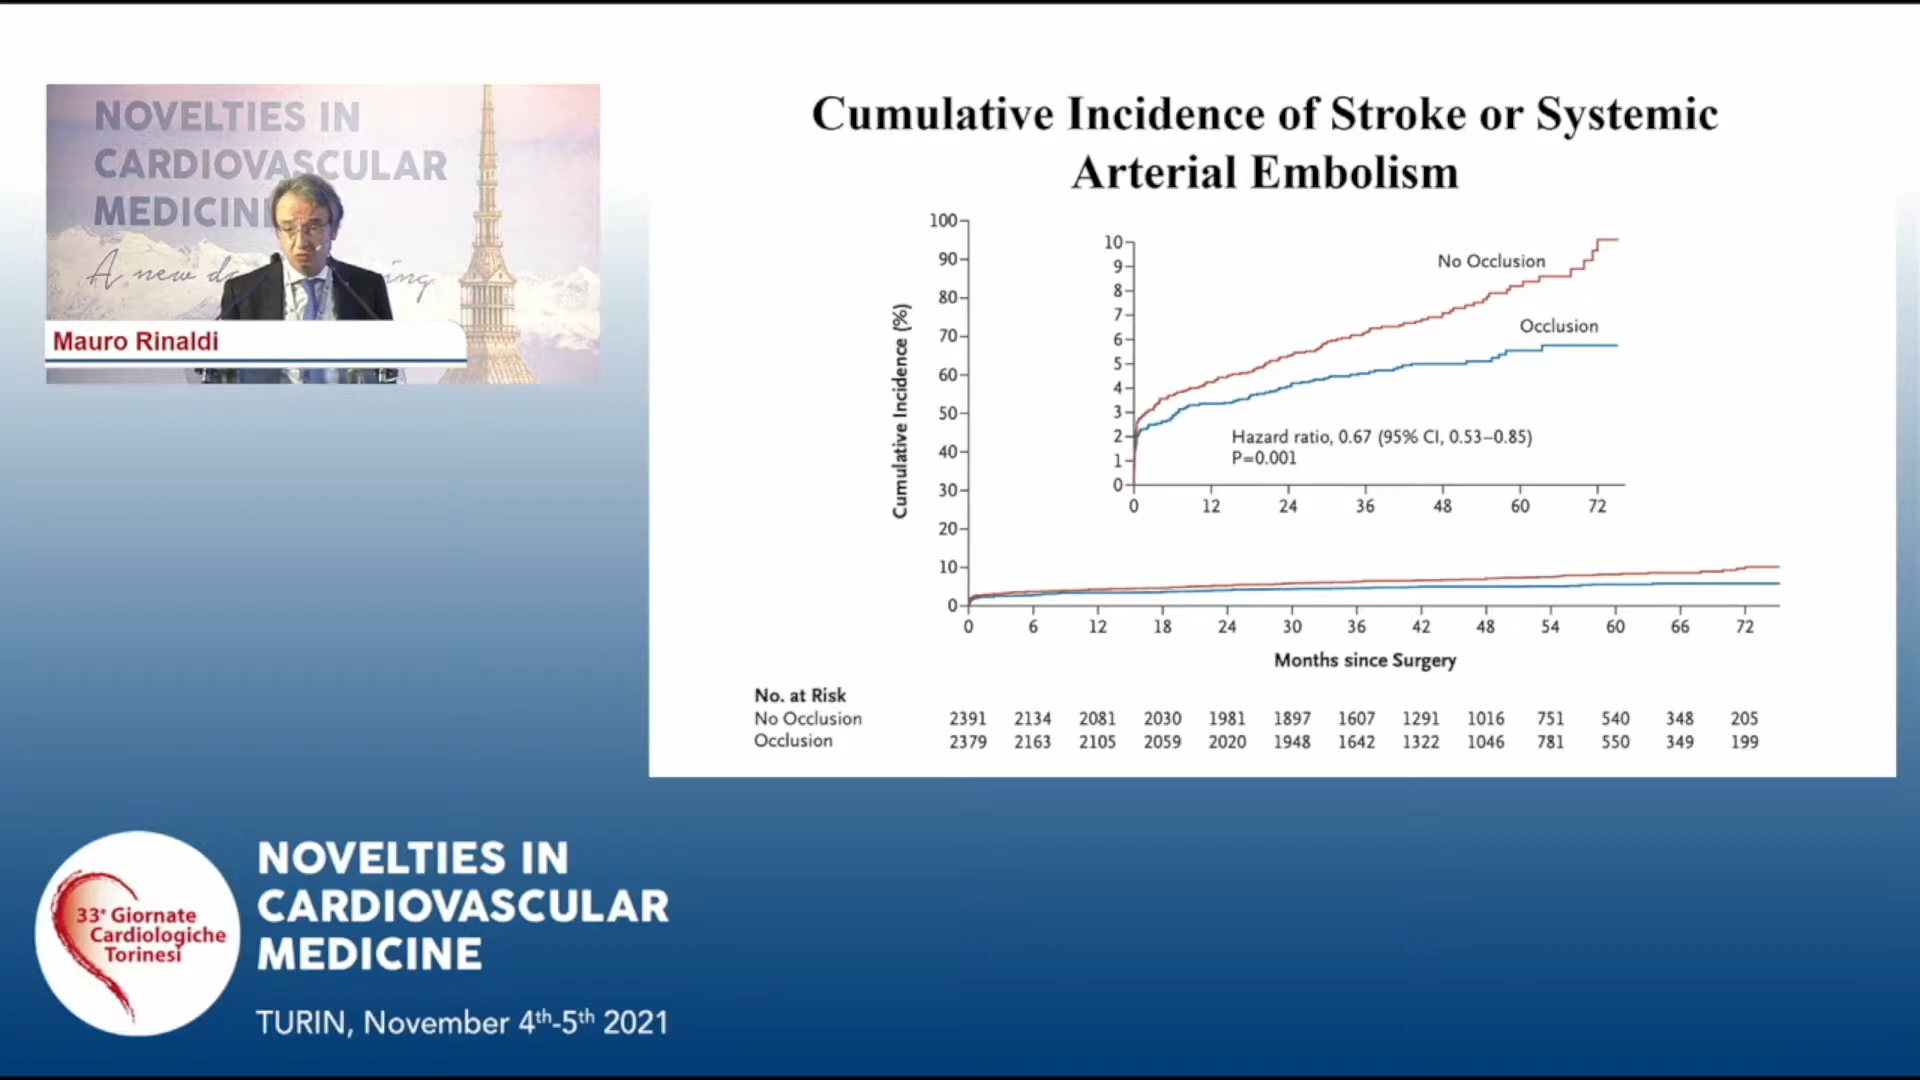 NOVELTIES IN
CARDIOVASCULAR
MEDICIN
A new d ing
Mauro Rinaldi
Cumulative Incidence of Stroke or Systemic
Arterial Embolism
100
90
80
70
60
50
40
30
20
10
0
Cumulative Incidence (%)
10
9
8
7
6
5
4
3
2
1
0
No Occlusion
Occlusion
Hazard ratio, 0.67 (95% CI, 0.53–0.85)
P=0.001
0 12 24 36 48 60 72
0 6 12 18 24 30 36 42 48 54 60 66 72
Months since Surgery
No. at Risk
No Occlusion 2391 2134 2081 2030 1981 1897 1607 1291 1016 751 540 348 205
Occlusion 2379 2163 2105 2059 2020 1948 1642 1322 1046 781 550 349 199
33° Giornate
Cardiologiche
Torinesi
NOVELTIES IN
CARDIOVASCULAR
MEDICINE
TURIN, November 4th-5th 2021